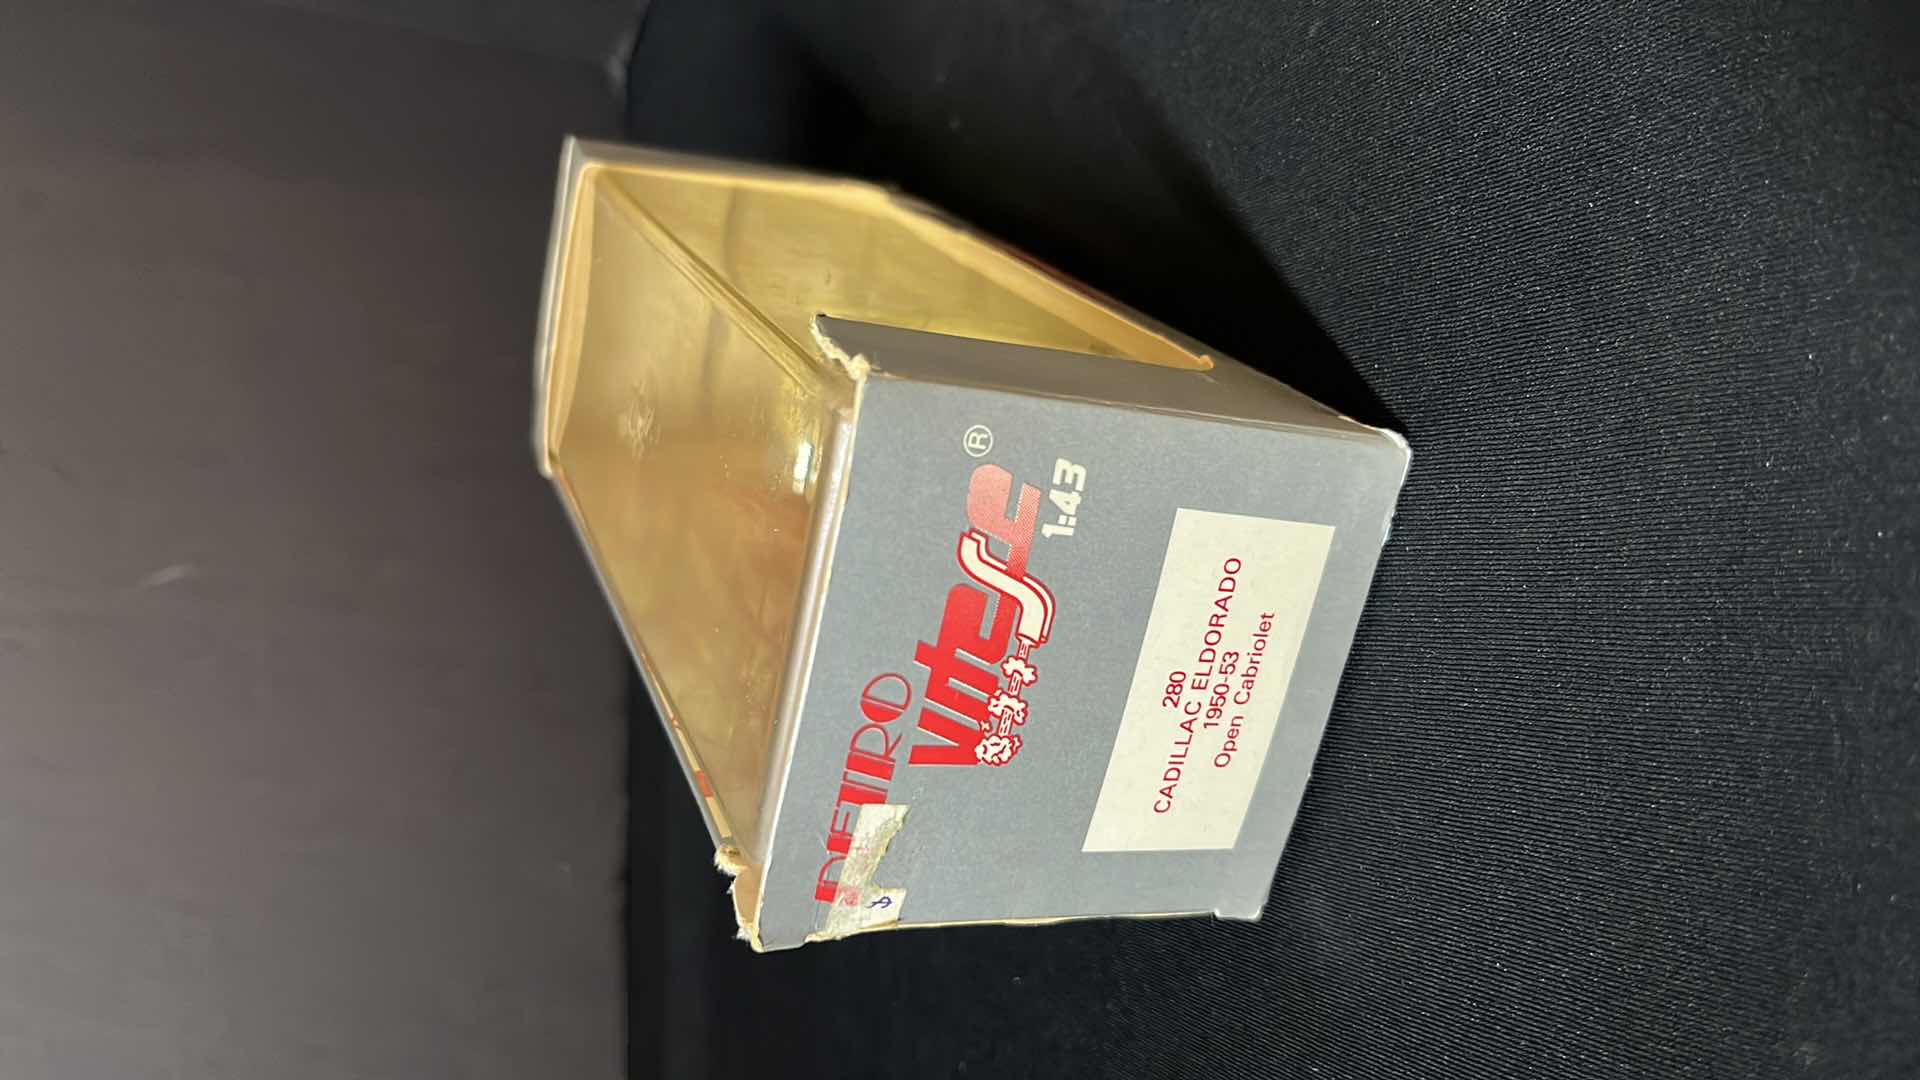 RETRO
Vitesse ®
1:43
280
CADILLAC ELDORADO
1950-53
Open Cabriolet